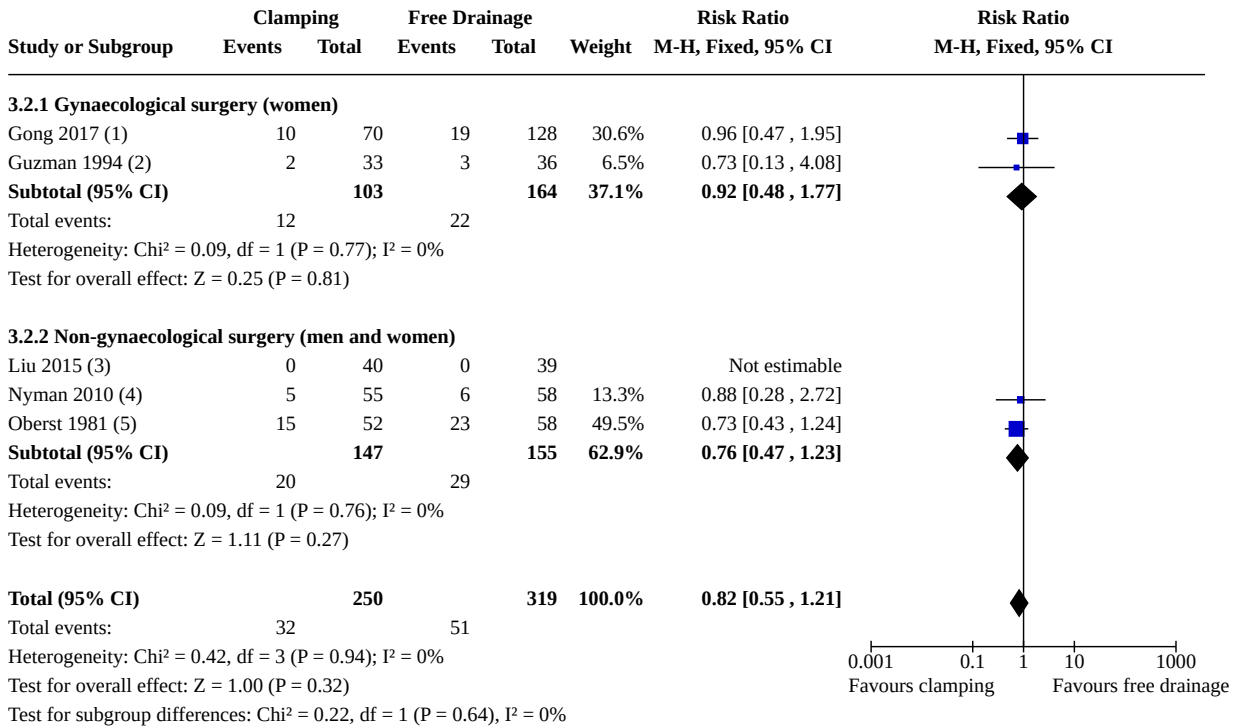 Clamping Free Drainage Risk Ratio Risk Ratio
Study or Subgroup Events Total Events Total Weight M-H, Fixed, 95% CI M-H, Fixed, 95% CI
3.2.1 Gynaecological surgery (women)
Gong 2017 (1) 10 70 19 128 30.6% 0.96 [0.47 , 1.95]
Guzman 1994 (2) 2 33 3 36 6.5% 0.73 [0.13 , 4.08]
Subtotal (95% CI) 103 164 37.1% 0.92 [0.48 , 1.77]
Total events: 12 22
Heterogeneity: Chi² = 0.09, df = 1 (P = 0.77); I² = 0%
Test for overall effect: Z = 0.25 (P = 0.81)
3.2.2 Non-gynaecological surgery (men and women)
Liu 2015 (3) 0 40 0 39 Not estimable
Nyman 2010 (4) 5 55 6 58 13.3% 0.88 [0.28 , 2.72]
Oberst 1981 (5) 15 52 23 58 49.5% 0.73 [0.43 , 1.24]
Subtotal (95% CI) 147 155 62.9% 0.76 [0.47 , 1.23]
Total events: 20 29
Heterogeneity: Chi² = 0.09, df = 1 (P = 0.76); I² = 0%
Test for overall effect: Z = 1.11 (P = 0.27)
Total (95% CI) 250 319 100.0% 0.82 [0.55 , 1.21]
Total events: 32 51
Heterogeneity: Chi² = 0.42, df = 3 (P = 0.94); I² = 0%
Test for overall effect: Z = 1.00 (P = 0.32)
Test for subgroup differences: Chi² = 0.22, df = 1 (P = 0.64), I² = 0%
0.001 0.1 1 10 1000
Favours clamping Favours free drainage